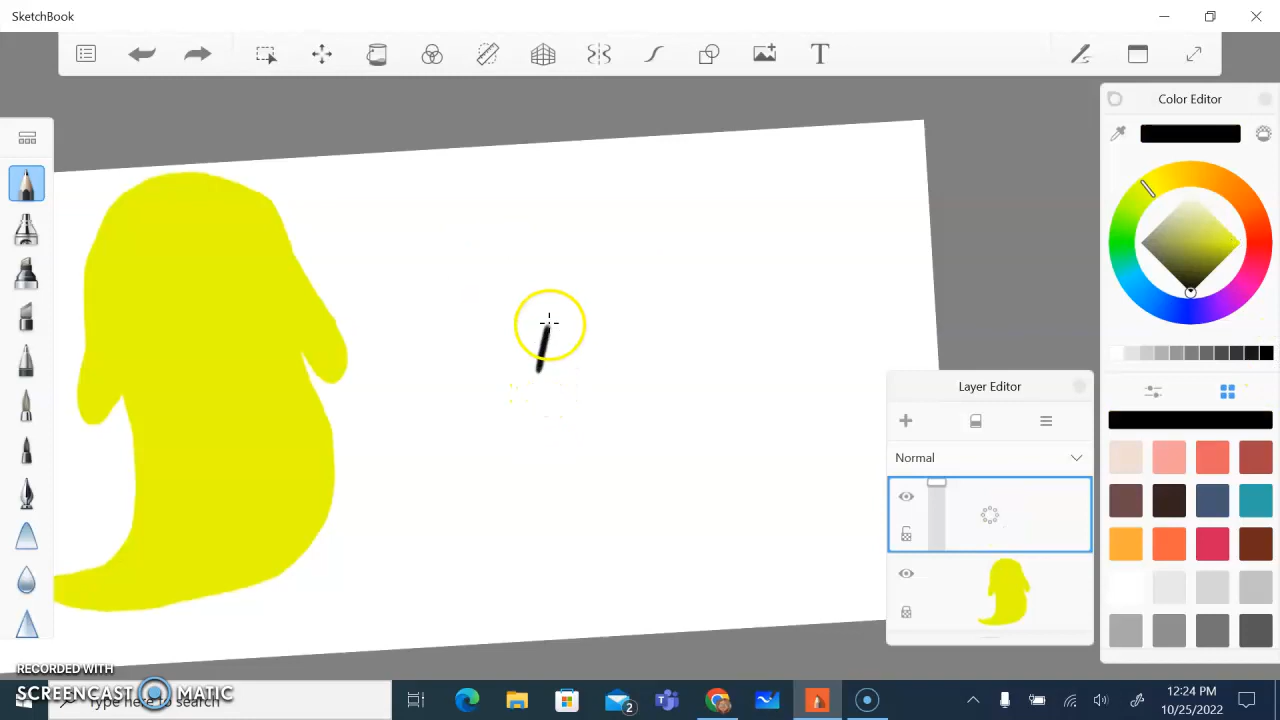 SketchBook
T
Color Editor
Layer Editor
Normal
RECORDED WITH
SCREENCAST MATIC
Type here to search
2
12:24 PM
10/25/2022